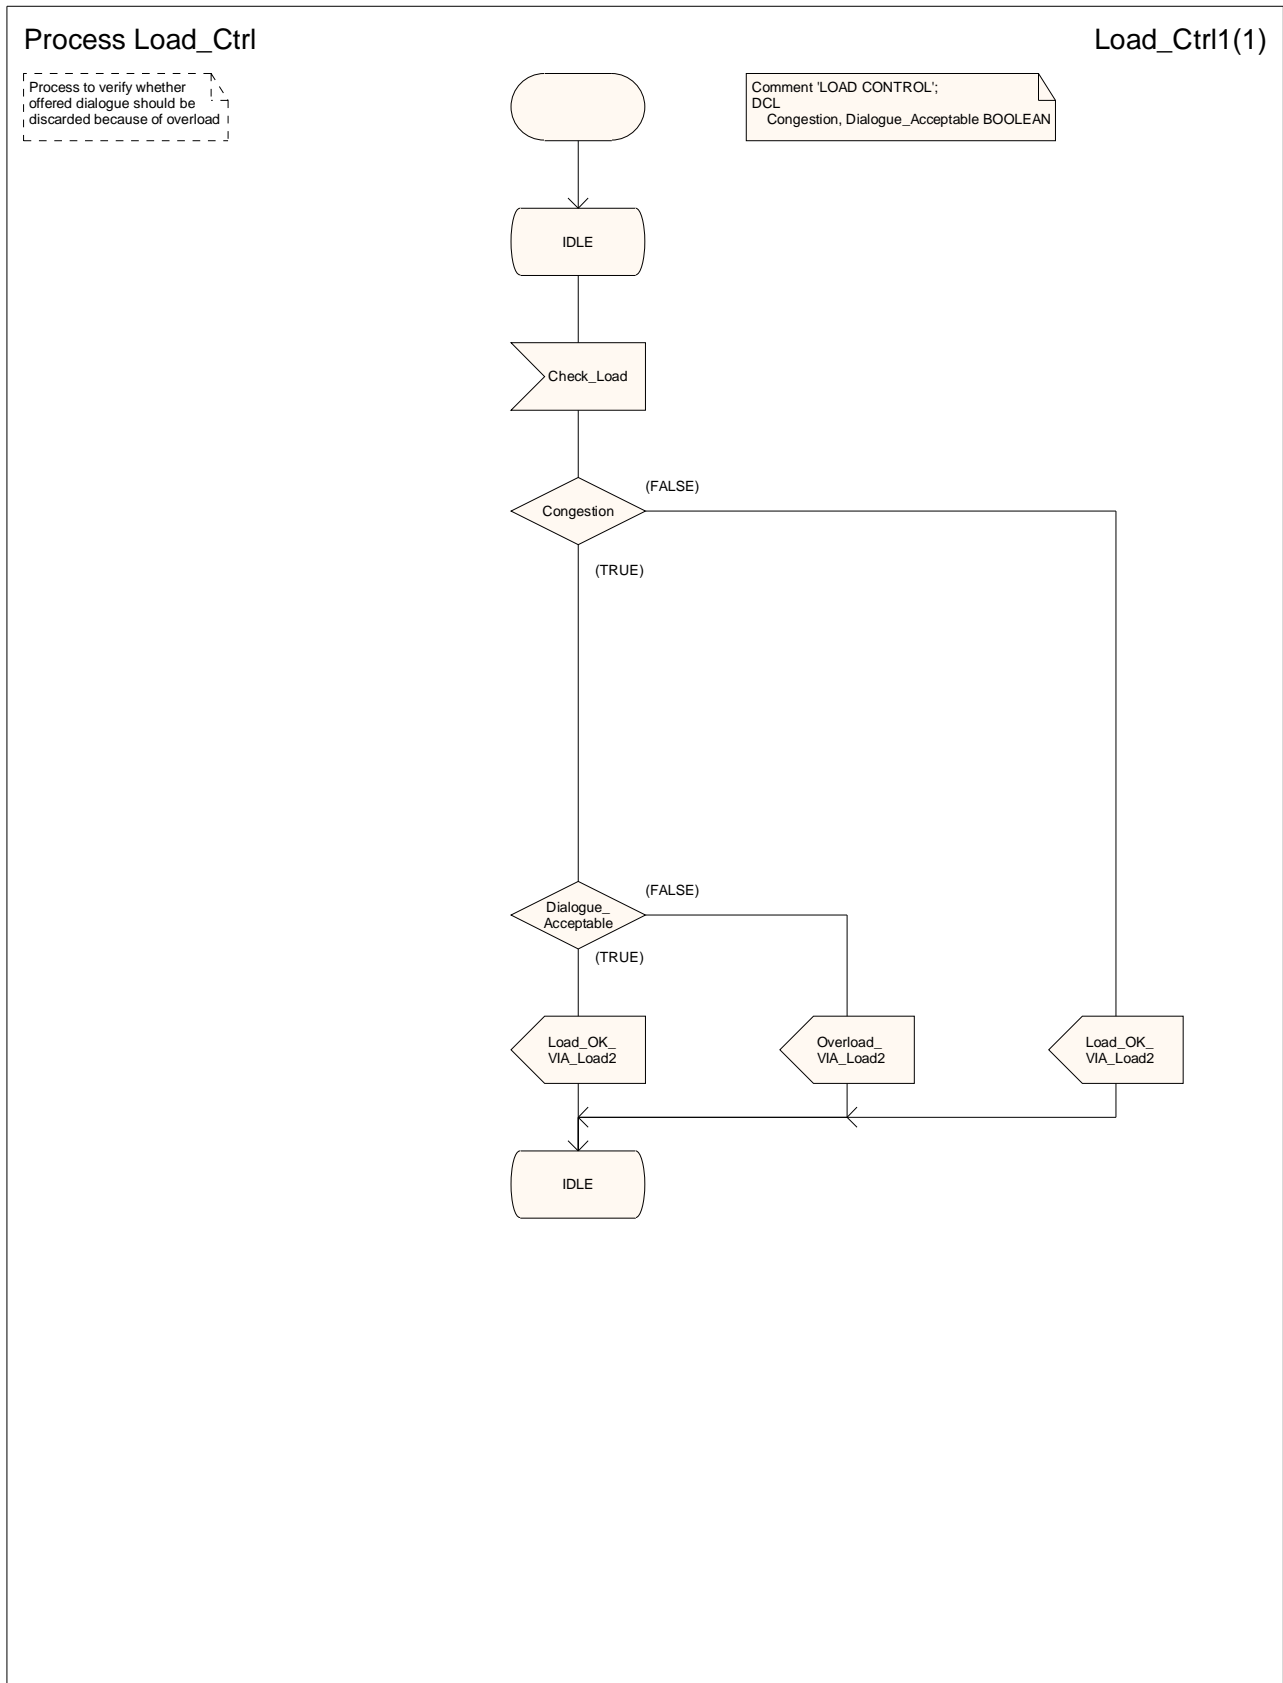 Process Load_Ctrl
Load_Ctrl1(1)
Process to verify whether
offered dialogue should be
discarded because of overload
Comment 'LOAD CONTROL';
DCL
Congestion, Dialogue_Acceptable BOOLEAN
IDLE
Check_Load
Congestion
(FALSE)
(TRUE)
Dialogue_
Acceptable
(FALSE)
(TRUE)
Load_OK_
VIA_Load2
Overload_
VIA_Load2
Load_OK_
VIA_Load2
IDLE